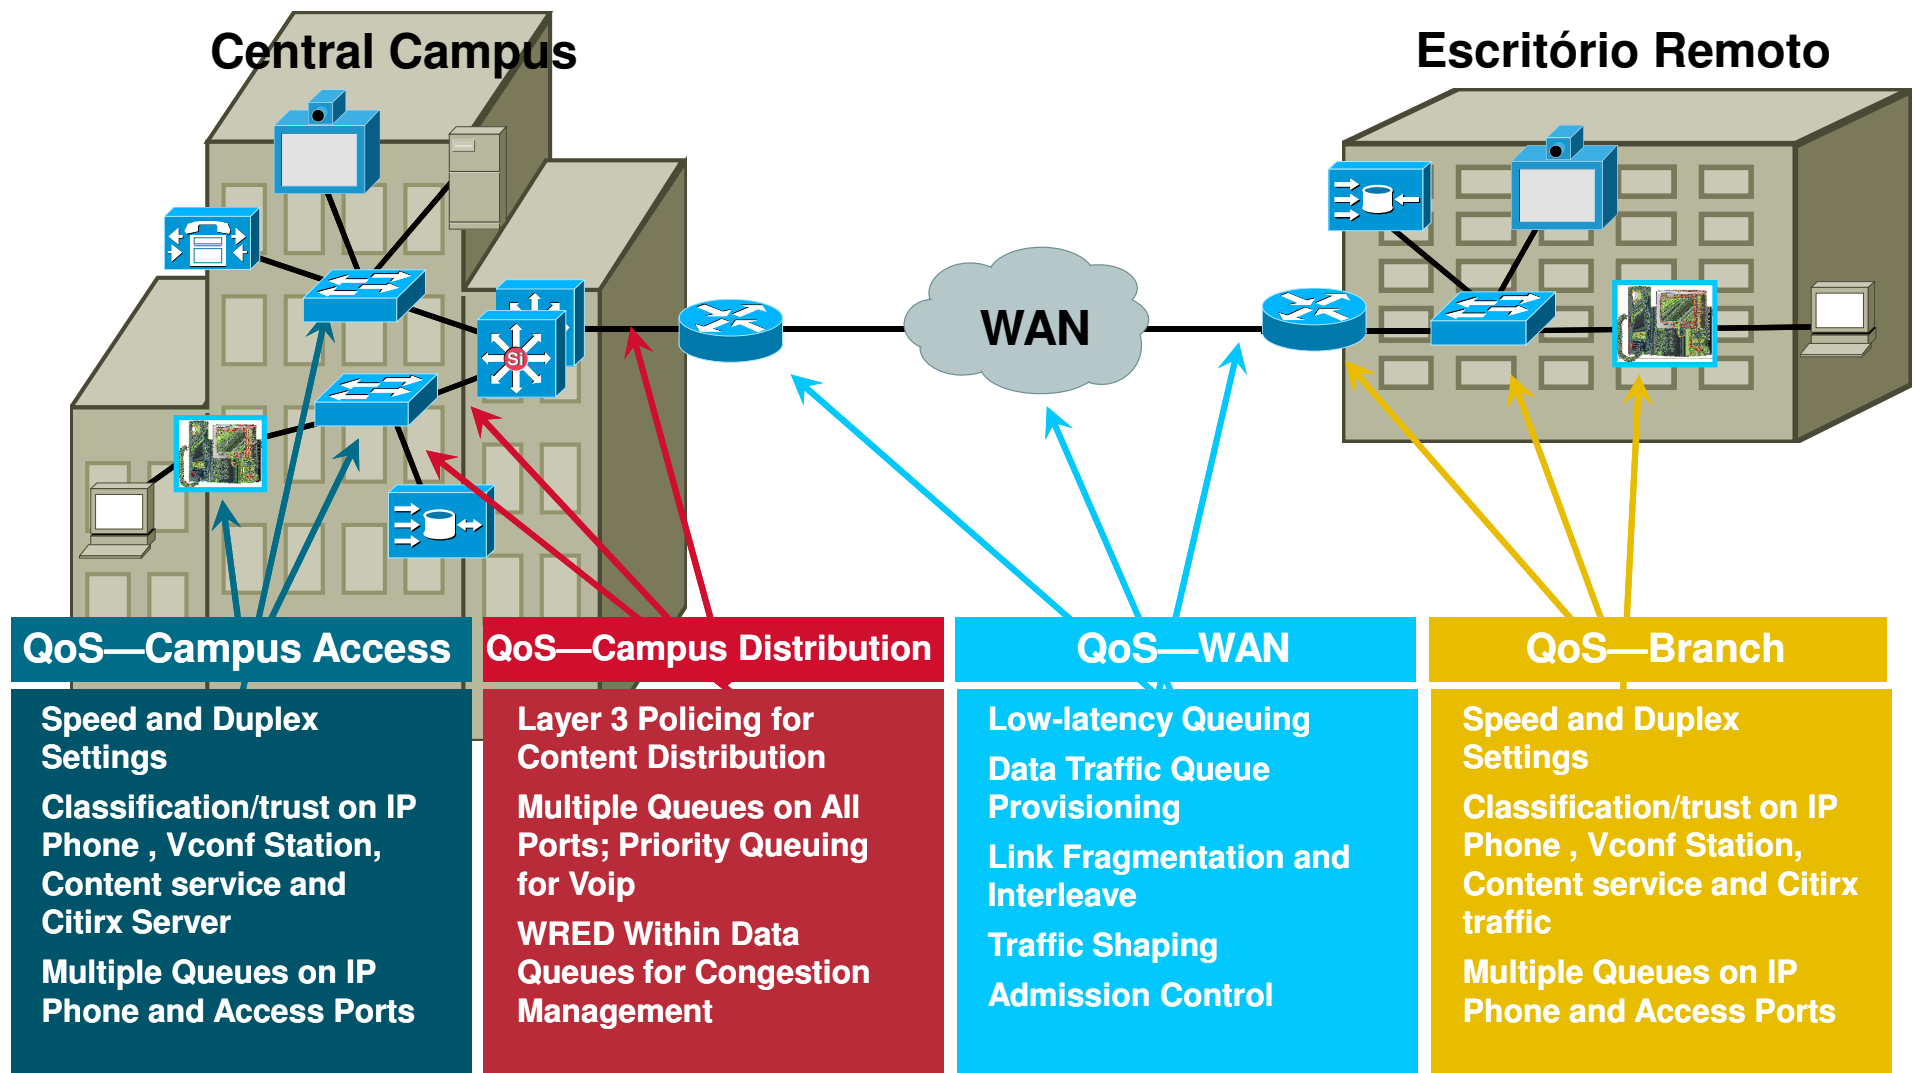 Central Campus
Escritório Remoto
Si
WAN
QoS—Campus Access
Speed and Duplex
Settings
Classification/trust on IP
Phone , Vconf Station,
Content service and
Citirx Server
Multiple Queues on IP
Phone and Access Ports
QoS—Campus Distribution
Layer 3 Policing for
Content Distribution
Multiple Queues on All
Ports; Priority Queuing
for Voip
WRED Within Data
Queues for Congestion
Management
QoS—WAN
Low-latency Queuing
Data Traffic Queue
Provisioning
Link Fragmentation and
Interleave
Traffic Shaping
Admission Control
QoS—Branch
Speed and Duplex
Settings
Classification/trust on IP
Phone , Vconf Station,
Content service and Citirx
traffic
Multiple Queues on IP
Phone and Access Ports